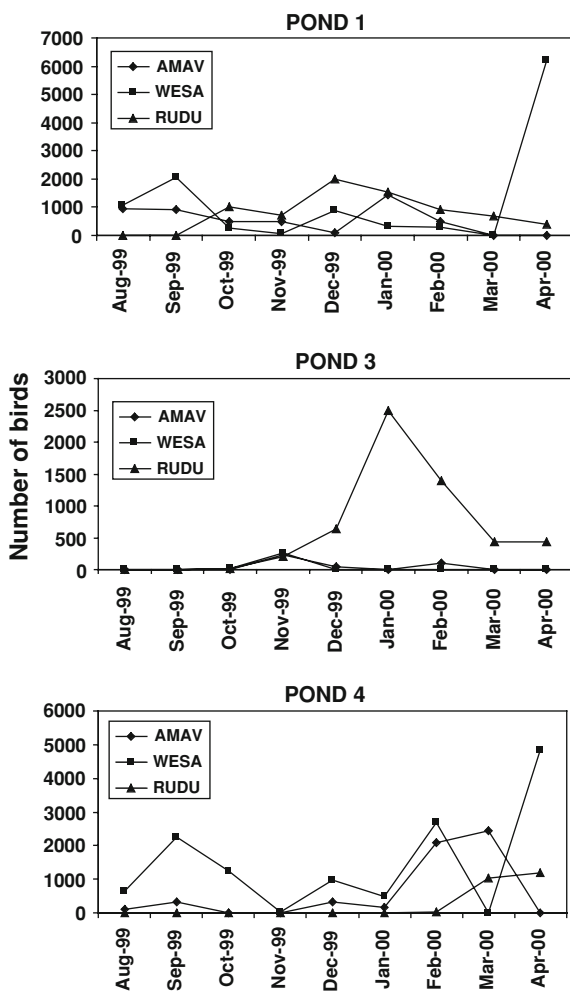 POND 1
7000
6000
5000
4000
3000
2000
1000
0
AMAV
WESA
RUDU
Aug-99
Sep-99
Oct-99
Nov-99
Dec-99
Jan-00
Feb-00
Mar-00
Apr-00
Number of birds
POND 3
3000
2500
2000
1500
1000
500
0
AMAV
WESA
RUDU
Aug-99
Sep-99
Oct-99
Nov-99
Dec-99
Jan-00
Feb-00
Mar-00
Apr-00
POND 4
6000
5000
4000
3000
2000
1000
0
AMAV
WESA
RUDU
Aug-99
Sep-99
Oct-99
Nov-99
Dec-99
Jan-00
Feb-00
Mar-00
Apr-00